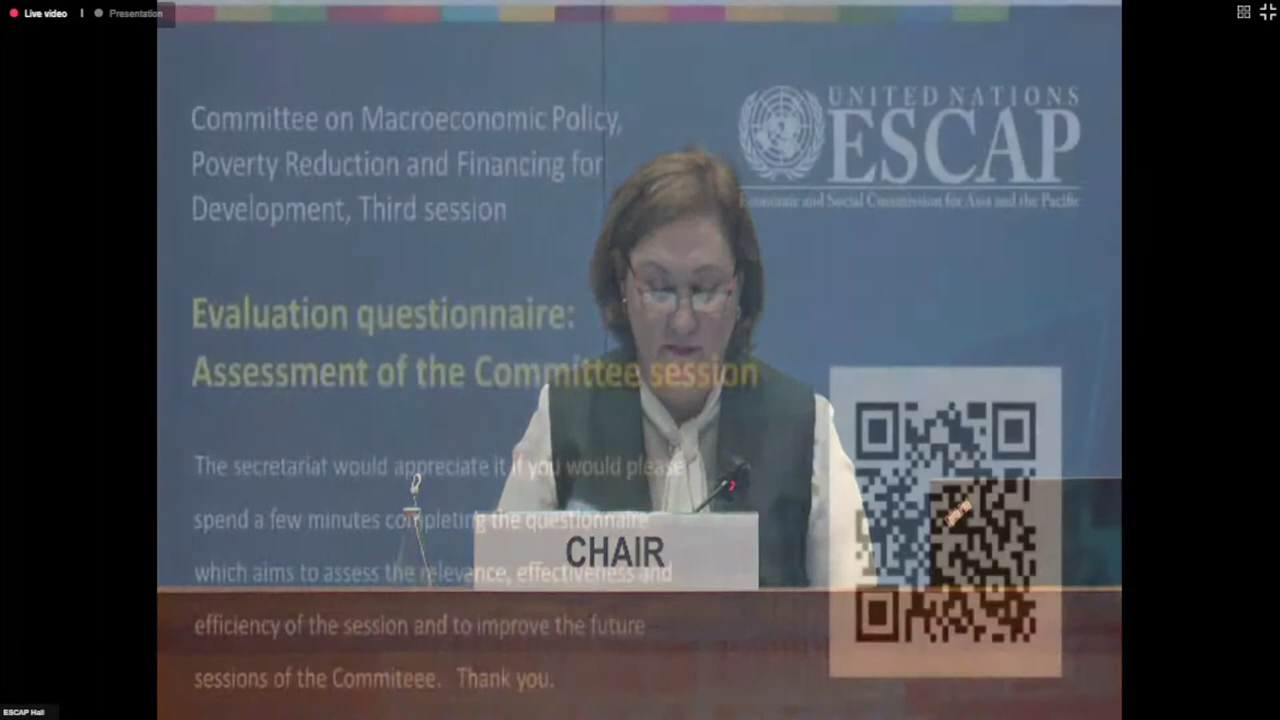 Live video
Presentation
UNITED NATIONS
ESCAP
Economic and Social Commission for Asia and the Pacific
Committee on Macroeconomic Policy,
Poverty Reduction and Financing for
Development, Third session
Evaluation questionnaire:
Assessment of the Committee session
The secretariat would appreciate it if you would please
spend a few minutes completing the questionnaire
which aims to assess the relevance, effectiveness and
efficiency of the session and to improve the future
sessions of the Commiteee. Thank you.
CHAIR
ESCAP Hall